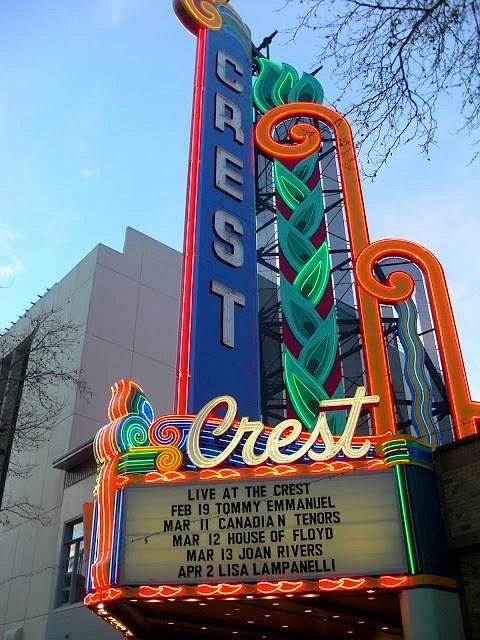 CREST
Crest
LIVE AT THE CREST
FEB 19 TOMMY EMMANUEL
MAR 11 CANADIAN TENORS
MAR 12 HOUSE OF FLOYD
MAR 13 JOAN RIVERS
APR 2 LISA LAMPANELLI